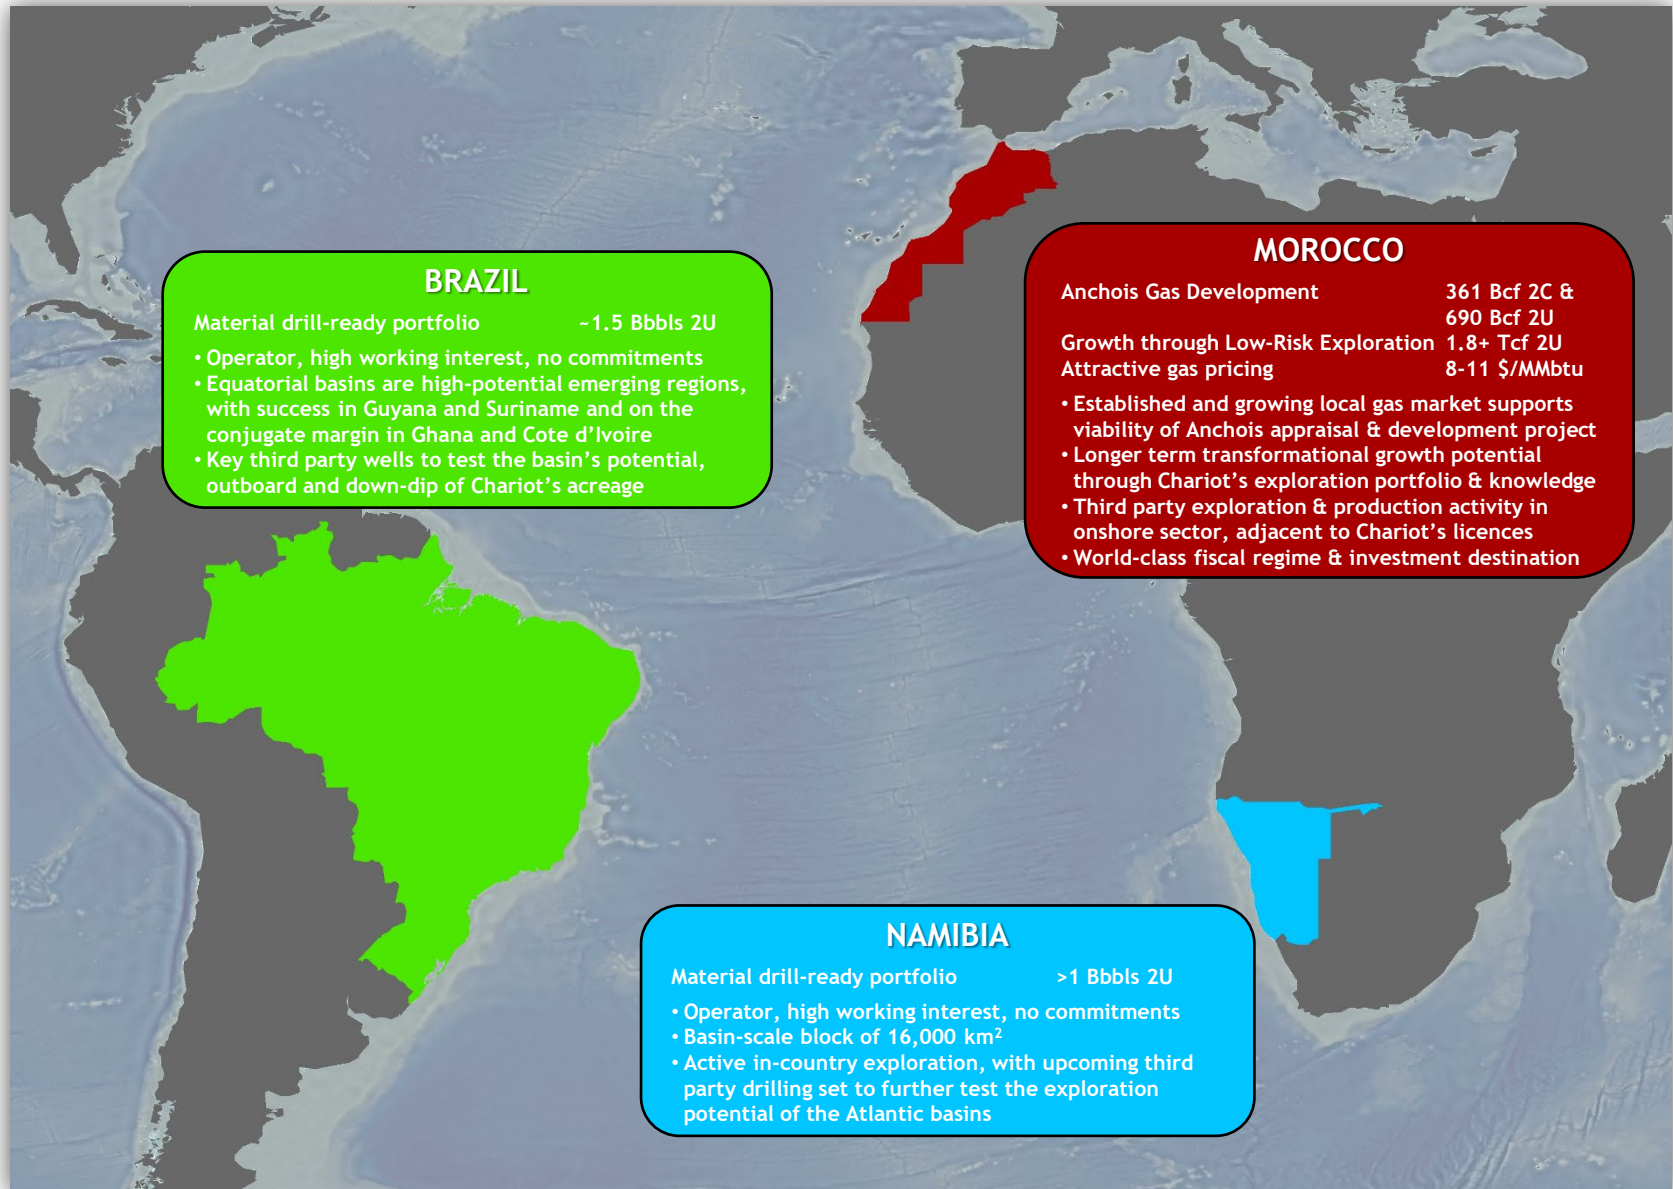 BRAZIL
Material drill-ready portfolio ~1.5 Bbbls 2U
• Operator, high working interest, no commitments
• Equatorial basins are high-potential emerging regions,
with success in Guyana and Suriname and on the
conjugate margin in Ghana and Cote d’Ivoire
• Key third party wells to test the basin’s potential,
outboard and down-dip of Chariot’s acreage
MOROCCO
Anchois Gas Development 361 Bcf 2C &
690 Bcf 2U
Growth through Low-Risk Exploration 1.8+ Tcf 2U
Attractive gas pricing 8-11 $/MMbtu
• Established and growing local gas market supports
viability of Anchois appraisal & development project
• Longer term transformational growth potential
through Chariot’s exploration portfolio & knowledge
• Third party exploration & production activity in
onshore sector, adjacent to Chariot’s licences
• World-class fiscal regime & investment destination
NAMIBIA
Material drill-ready portfolio >1 Bbbls 2U
• Operator, high working interest, no commitments
• Basin-scale block of 16,000 km²
• Active in-country exploration, with upcoming third
party drilling set to further test the exploration
potential of the Atlantic basins